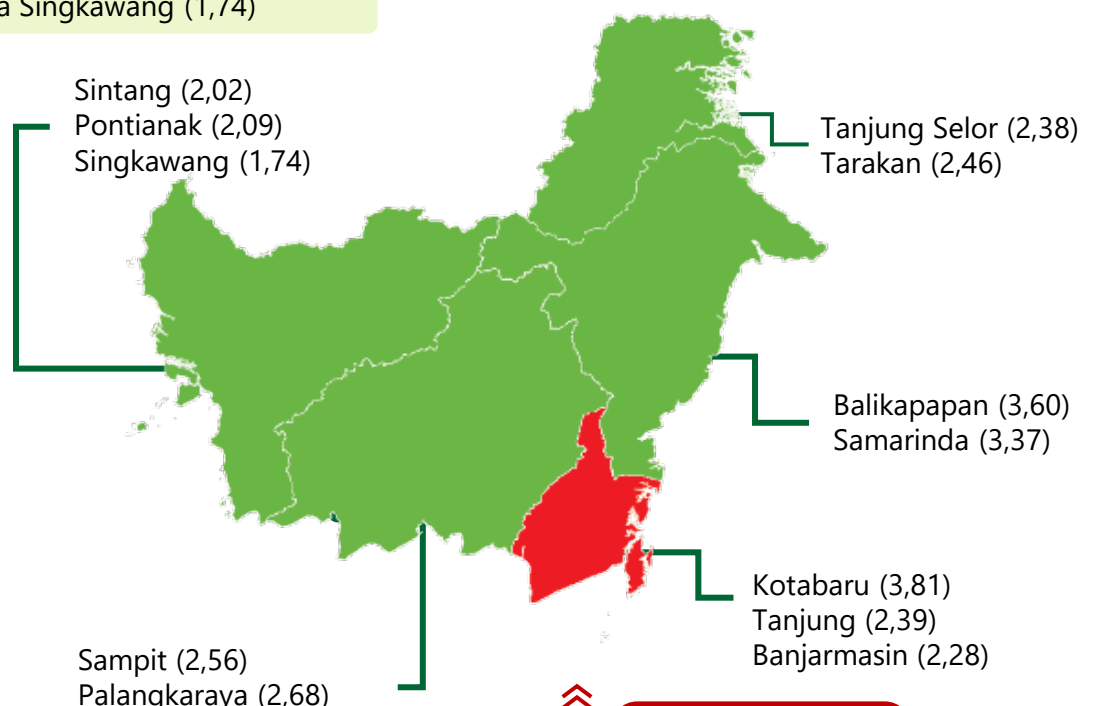 a Singkawang (1,74)
Sintang (2,02)
Pontianak (2,09)
Singkawang (1,74)
Tanjung Selor (2,38)
Tarakan (2,46)
Balikapapan (3,60)
Samarinda (3,37)
Kotabaru (3,81)
Tanjung (2,39)
Banjarmasin (2,28)
Sampit (2,56)
Palangkaraya (2,68)